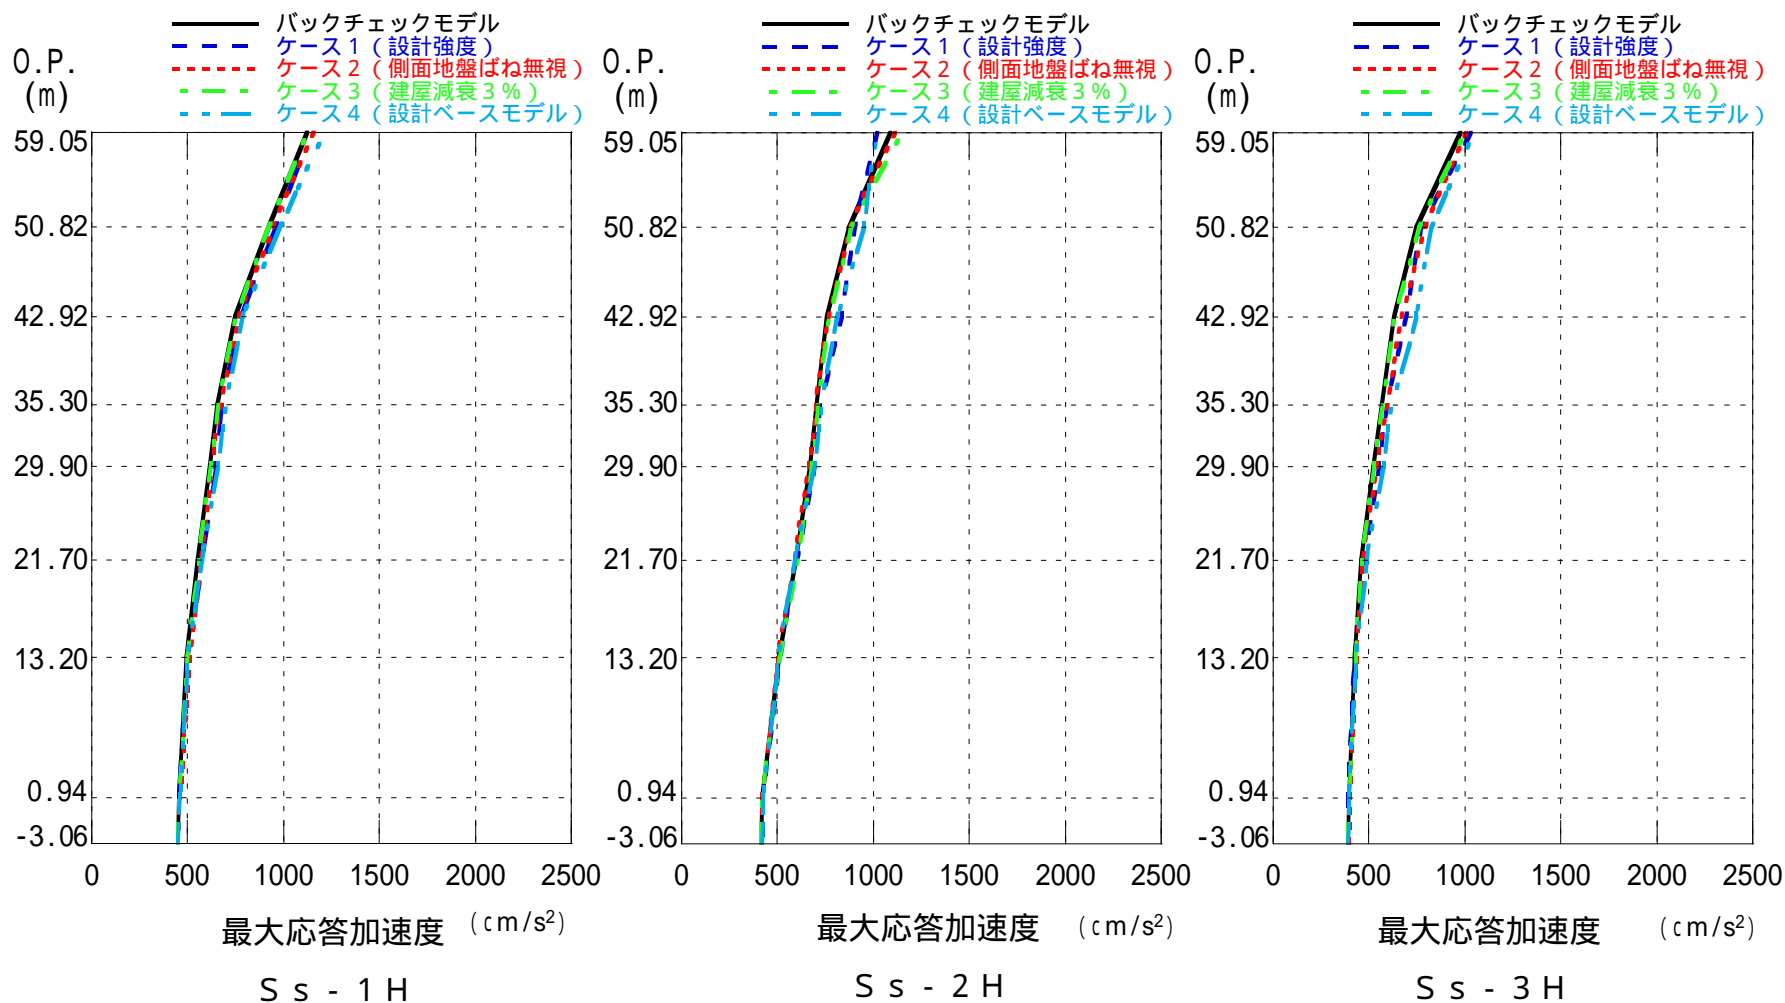 バックチェックモデル
ケース1（設計強度）
ケース2（側面地盤ばね無視）
ケース3（建屋減衰3%）
ケース4（設計ベースモデル）
O.P.
(m)
59.05
50.82
42.92
35.30
29.90
21.70
13.20
0.94
-3.06
0 500 1000 1500 2000 2500
最大応答加速度 (cm/s²)
Ss-1H
バックチェックモデル
ケース1（設計強度）
ケース2（側面地盤ばね無視）
ケース3（建屋減衰3%）
ケース4（設計ベースモデル）
O.P.
(m)
59.05
50.82
42.92
35.30
29.90
21.70
13.20
0.94
-3.06
0 500 1000 1500 2000 2500
最大応答加速度 (cm/s²)
Ss-2H
バックチェックモデル
ケース1（設計強度）
ケース2（側面地盤ばね無視）
ケース3（建屋減衰3%）
ケース4（設計ベースモデル）
O.P.
(m)
59.05
50.82
42.92
35.30
29.90
21.70
13.20
0.94
-3.06
0 500 1000 1500 2000 2500
最大応答加速度 (cm/s²)
Ss-3H